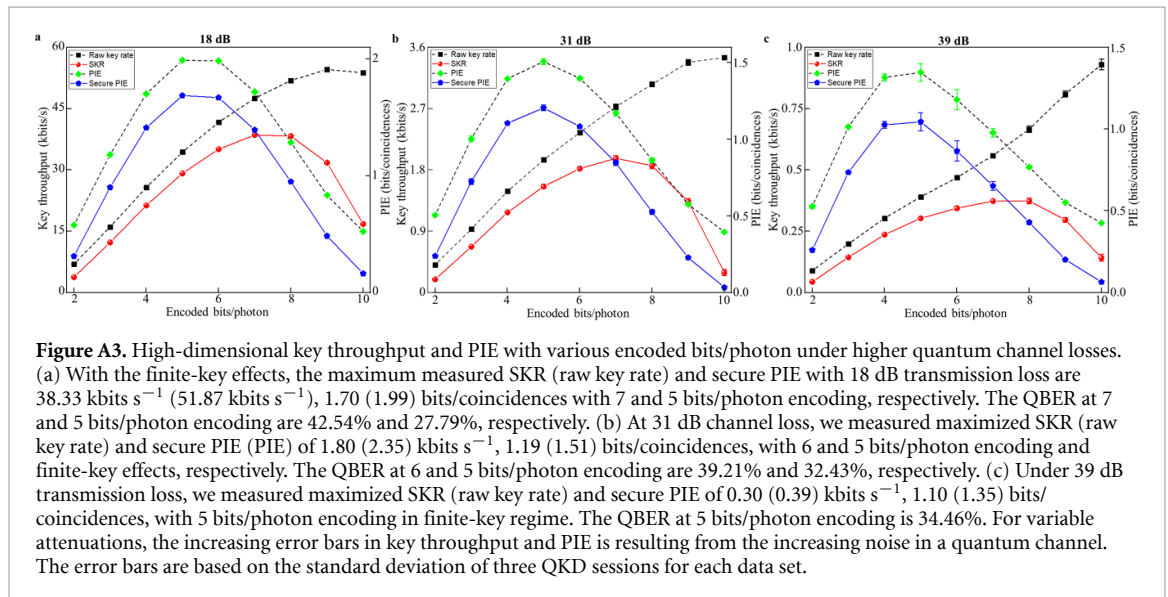 a
18 dB
60
45
30
15
0
Key throughput (kbits/s)
Raw key rate
SKR
PIE
Secure PIE
2
1
0
PIE (bits/coincidences)
2 4 6 8 10
Encoded bits/photon
b
31 dB
3.6
2.7
1.8
0.9
0.0
Key throughput (kbits/s)
Raw key rate
SKR
PIE
Secure PIE
1.5
1.0
0.5
0.0
PIE (bits/coincidences)
2 4 6 8 10
Encoded bits/photon
c
39 dB
1.0
0.75
0.5
0.25
0.0
Key throughput (kbits/s)
Raw key rate
SKR
PIE
Secure PIE
1.5
1.0
0.5
0.0
PIE (bits/coincidences)
2 4 6 8 10
Encoded bits/photon
Figure A3. High-dimensional key throughput and PIE with various encoded bits/photon under higher quantum channel losses.
(a) With the finite-key effects, the maximum measured SKR (raw key rate) and secure PIE with 18 dB transmission loss are
38.33 kbits s⁻¹ (51.87 kbits s⁻¹), 1.70 (1.99) bits/coincidences with 7 and 5 bits/photon encoding, respectively. The QBER at 7
and 5 bits/photon encoding are 42.54% and 27.79%, respectively. (b) At 31 dB channel loss, we measured maximized SKR (raw
key rate) and secure PIE (PIE) of 1.80 (2.35) kbits s⁻¹, 1.19 (1.51) bits/coincidences, with 6 and 5 bits/photon encoding and
finite-key effects, respectively. The QBER at 6 and 5 bits/photon encoding are 39.21% and 32.43%, respectively. (c) Under 39 dB
transmission loss, we measured maximized SKR (raw key rate) and secure PIE of 0.30 (0.39) kbits s⁻¹, 1.10 (1.35) bits/
coincidences, with 5 bits/photon encoding in finite-key regime. The QBER at 5 bits/photon encoding is 34.46%. For variable
attenuations, the increasing error bars in key throughput and PIE is resulting from the increasing noise in a quantum channel.
The error bars are based on the standard deviation of three QKD sessions for each data set.